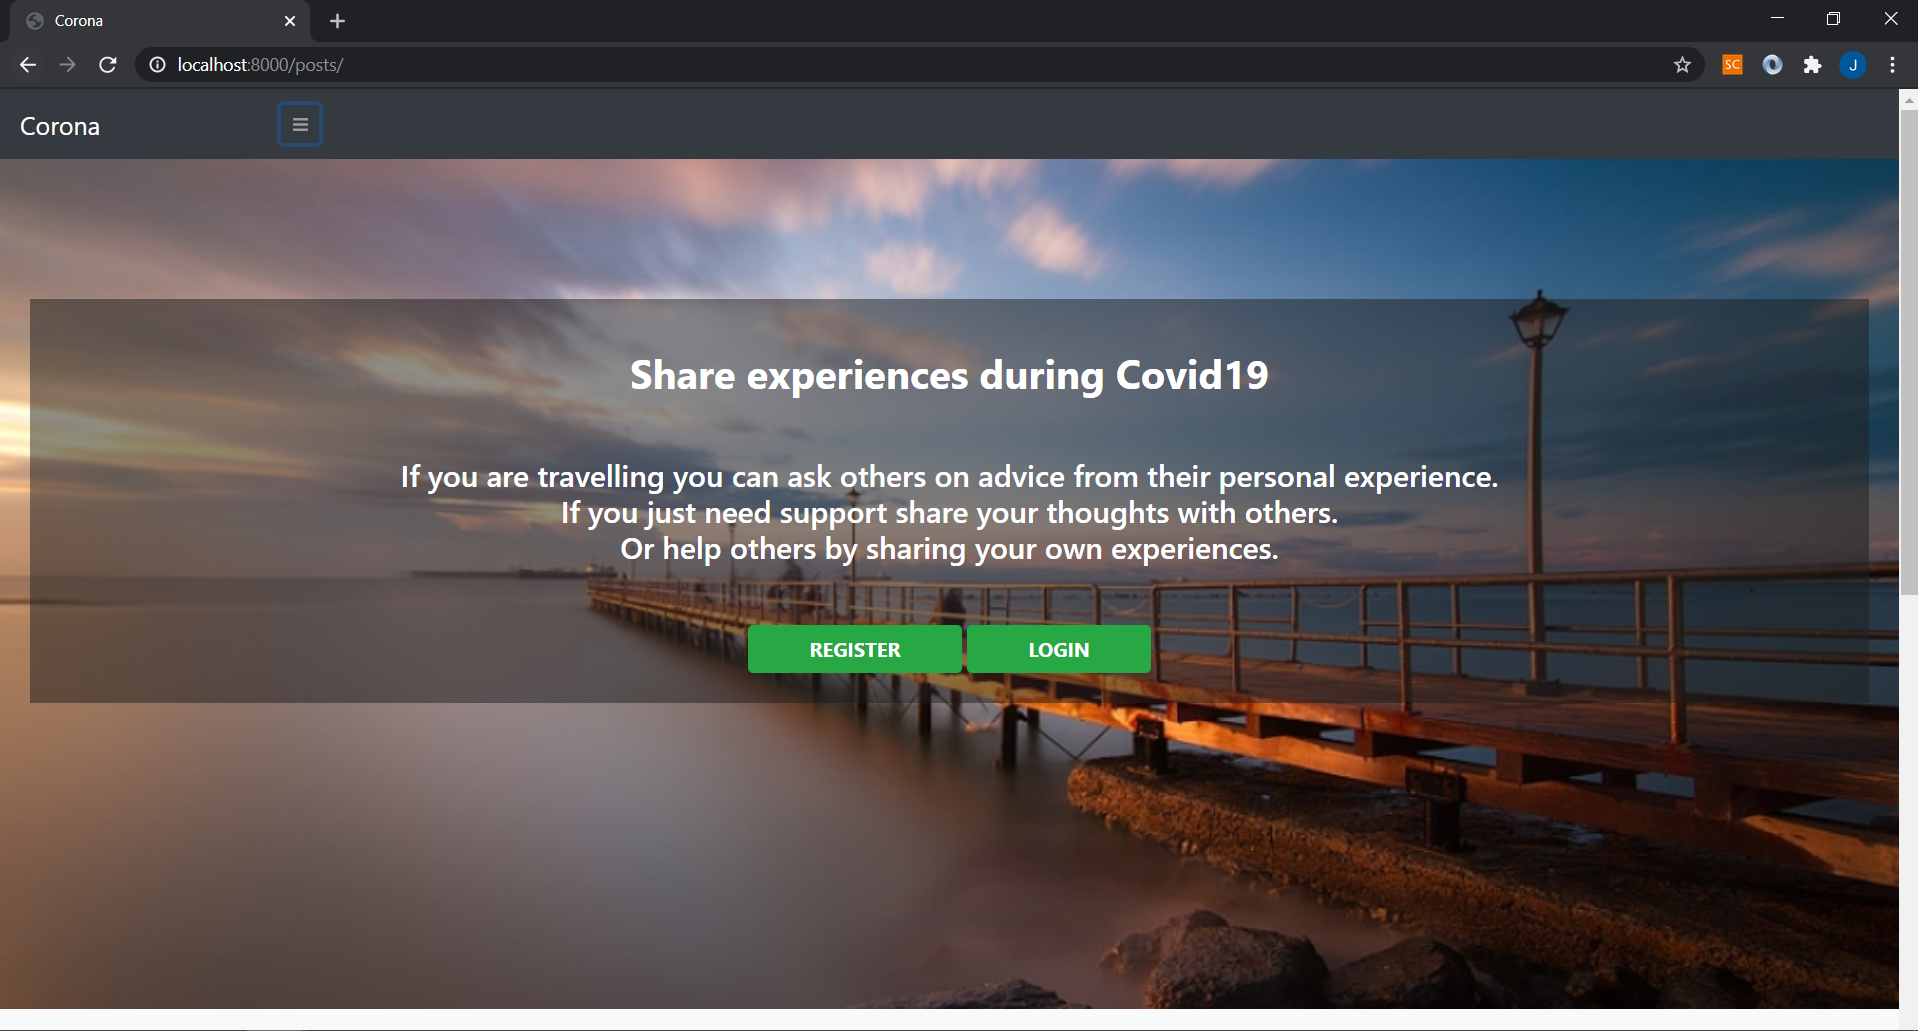 Corona
localhost:8000/posts/
SC
J
Corona
Share experiences during Covid19
If you are travelling you can ask others on advice from their personal experience.
If you just need support share your thoughts with others.
Or help others by sharing your own experiences.
REGISTER LOGIN